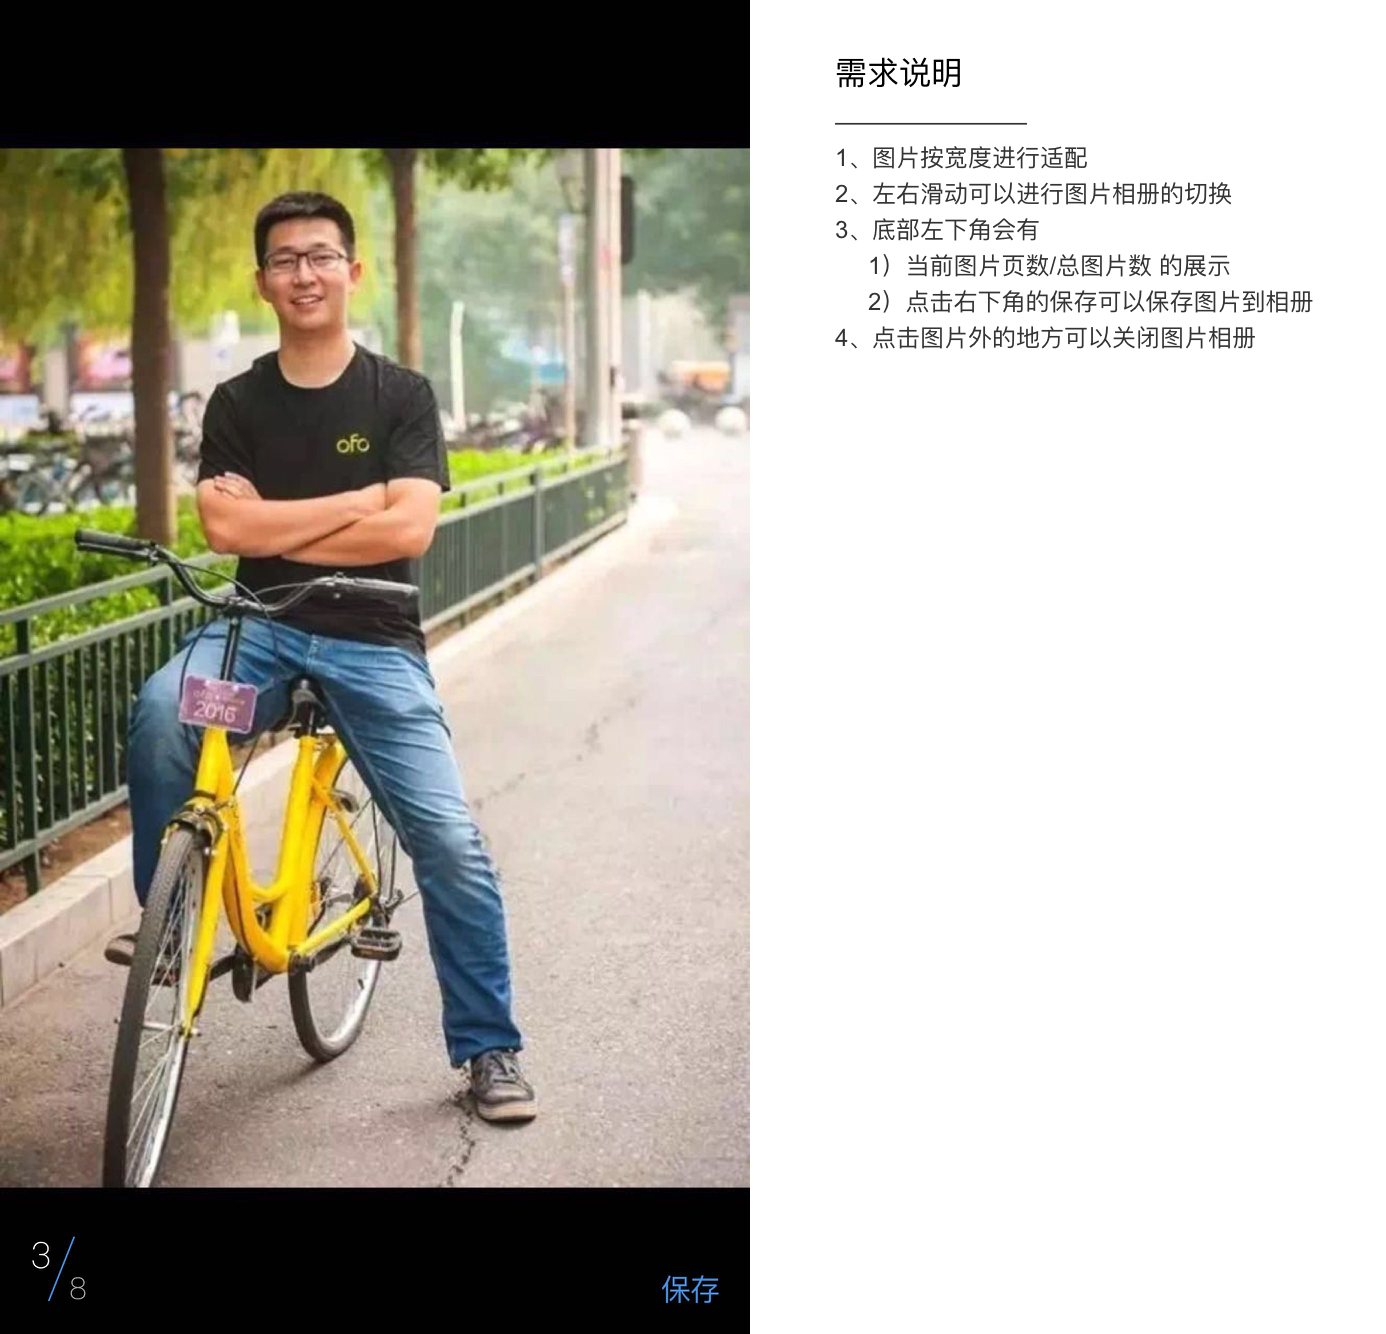 ofo
2016
3/8
保存
需求说明
1、图片按宽度进行适配
2、左右滑动可以进行图片相册的切换
3、底部左下角会有
1）当前图片页数/总图片数 的展示
2）点击右下角的保存可以保存图片到相册
4、点击图片外的地方可以关闭图片相册